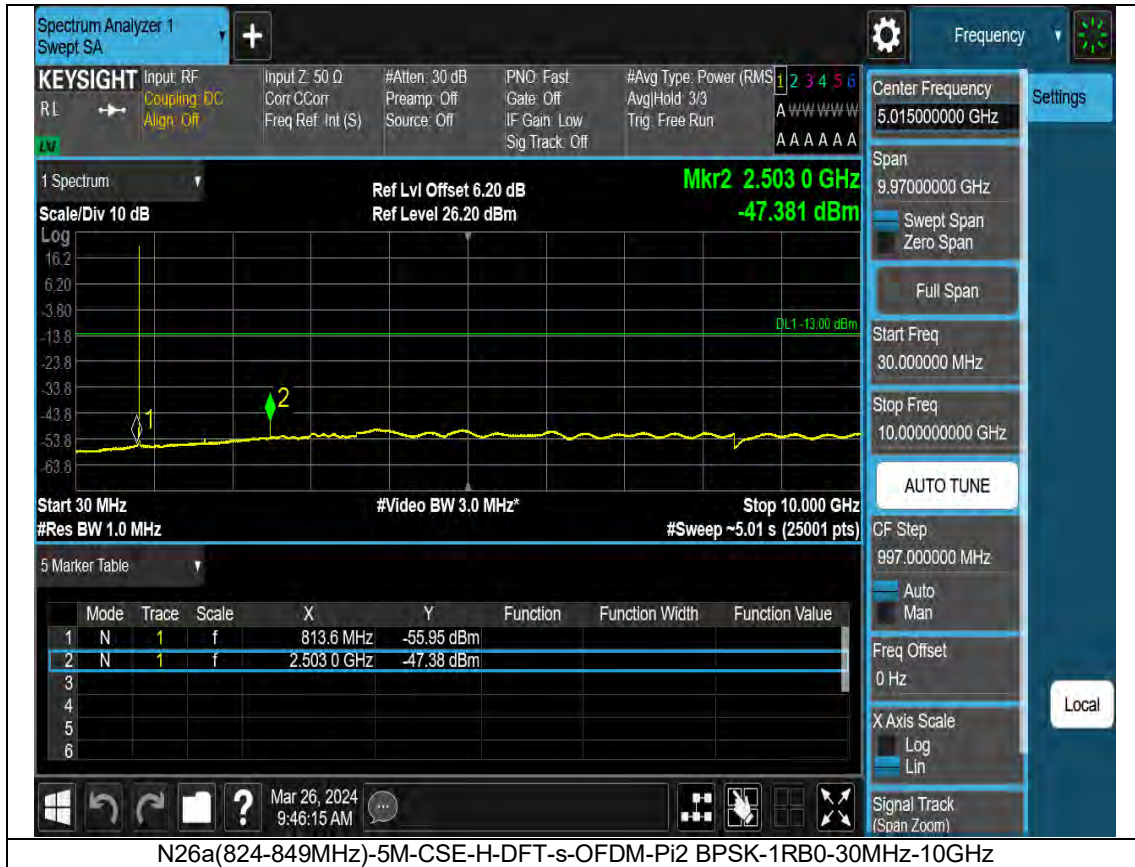 Spectrum Analyzer 1
Swept SA
+
Frequency
KEYSIGHT
RL
LXI
Input: RF
Coupling: DC
Align: Off
Input Z: 50 Ω
Corr CCorr
Freq Ref: Int (S)
#Atten: 30 dB
Preamp: Off
Source: Off
PNO: Fast
Gate: Off
IF Gain: Low
Sig Track: Off
#Avg Type: Power (RMS
Avg|Hold: 3/3
Trig: Free Run
1 2 3 4 5 6
A W W W W W
A A A A A A
1 Spectrum
Scale/Div 10 dB
Ref Lvl Offset 6.20 dB
Ref Level 26.20 dBm
Mkr2 2.503 0 GHz
-47.381 dBm
Log
16.2
6.20
-3.80
-13.8
-23.8
-33.8
-43.8
-53.8
-63.8
DL1 -13.00 dBm
1
2
Start 30 MHz
#Video BW 3.0 MHz*
Stop 10.000 GHz
#Res BW 1.0 MHz
#Sweep ~5.01 s (25001 pts)
5 Marker Table
Mode Trace Scale X Y Function Function Width Function Value
1 N 1 f 813.6 MHz -55.95 dBm
2 N 1 f 2.503 0 GHz -47.38 dBm
3
4
5
6
Mar 26, 2024
9:46:15 AM
?
Center Frequency
5.015000000 GHz
Settings
Span
9.97000000 GHz
Swept Span
Zero Span
Full Span
Start Freq
30.000000 MHz
Stop Freq
10.000000000 GHz
AUTO TUNE
CF Step
997.000000 MHz
Auto
Man
Freq Offset
0 Hz
X Axis Scale
Log
Lin
Signal Track
(Span Zoom)
Local
N26a(824-849MHz)-5M-CSE-H-DFT-s-OFDM-Pi2 BPSK-1RB0-30MHz-10GHz